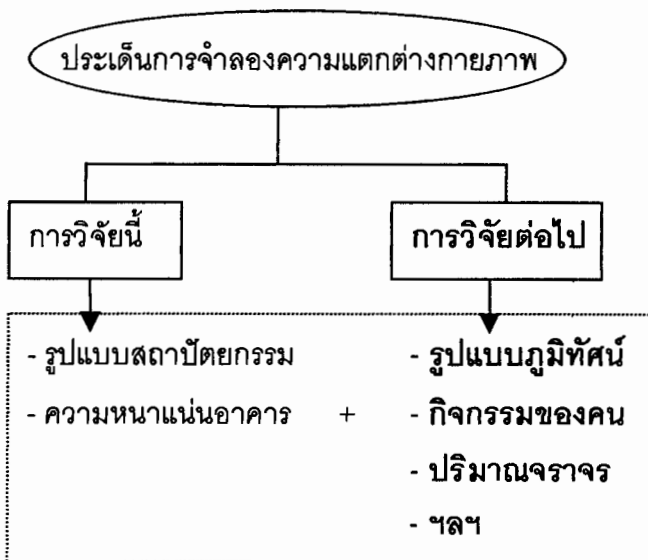 ประเด็นการจำลองความแตกต่างกายภาพ
การวิจัยนี้
การวิจัยต่อไป
- รูปแบบสถาปัตยกรรม
- ความหนาแน่นอาคาร +
- รูปแบบภูมิทัศน์
- กิจกรรมของคน
- ปริมาณจราจร
- ฯลฯ